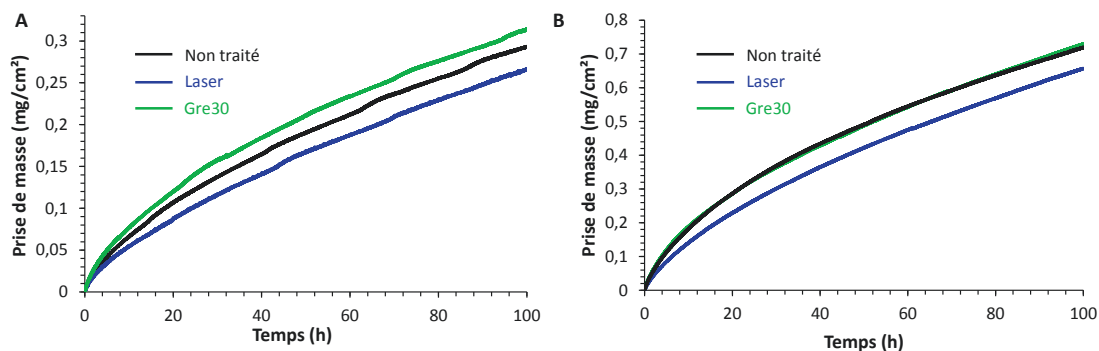 A
Prise de masse (mg/cm²)
0,3
0,25
0,2
0,15
0,1
0,05
0
Non traité
Laser
Gre30
0 20 40 60 80 100
Temps (h)
B
Prise de masse (mg/cm²)
0,8
0,7
0,6
0,5
0,4
0,3
0,2
0,1
0
Non traité
Laser
Gre30
0 20 40 60 80 100
Temps (h)